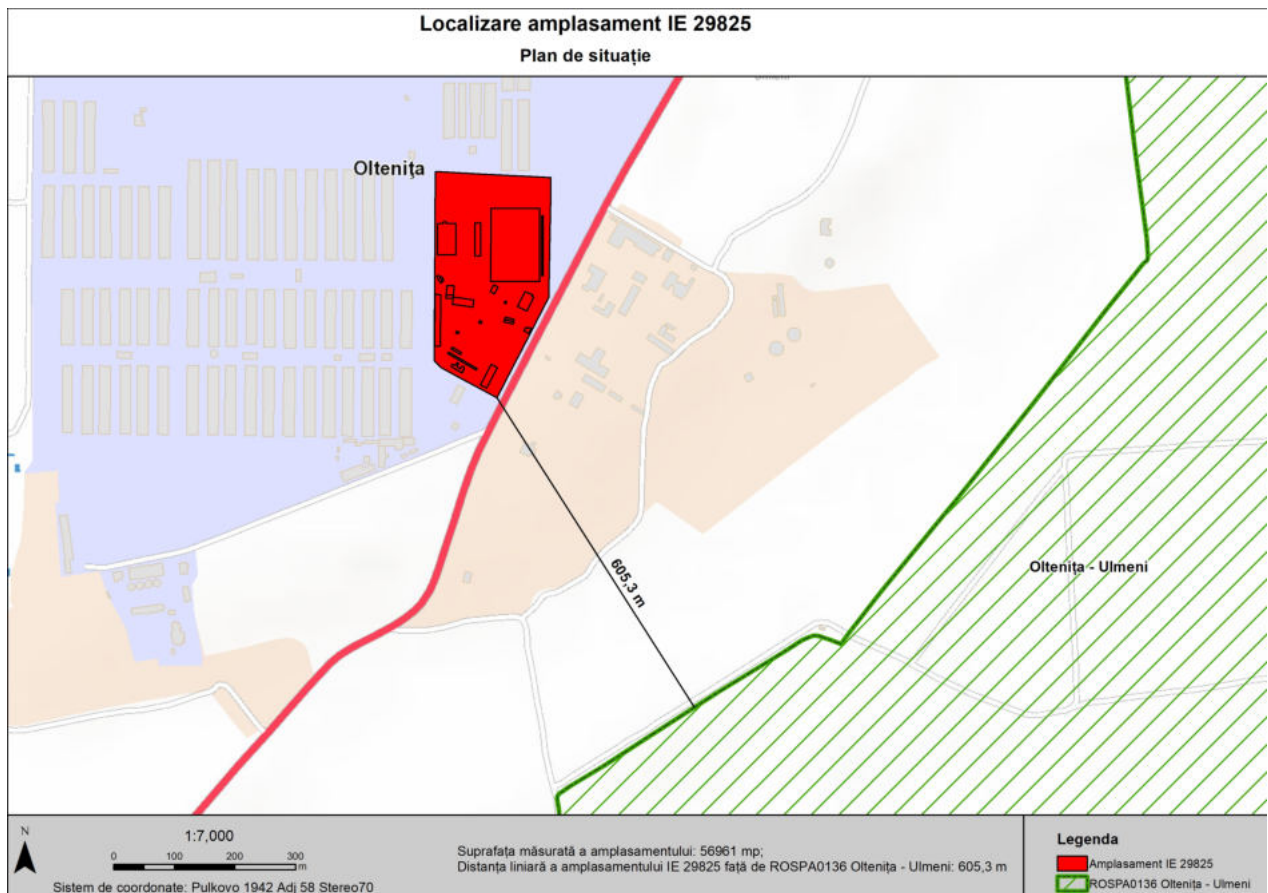 Localizare amplasament IE 29825
Plan de situație
Oltenița
605,3 m
Oltenița - Ulmeni
N
1:7,000
0 100 200 300
m
Sistem de coordonate: Pulkovo 1942 Adj 58 Stereo70
Suprafața măsurată a amplasamentului: 56961 mp;
Distanța liniară a amplasamentului IE 29825 față de ROSPA0136 Oltenița - Ulmeni: 605,3 m
Legenda
Amplasament IE 29825
ROSPA0136 Oltenița - Ulmeni